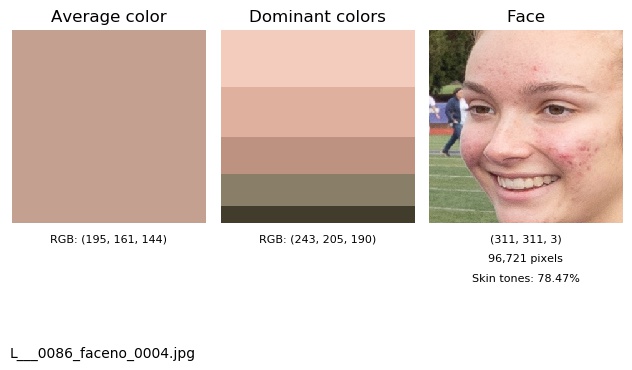 Average color
Dominant colors
Face
RGB: (195, 161, 144)
RGB: (243, 205, 190)
(311, 311, 3)
96,721 pixels
Skin tones: 78.47%
L___0086_faceno_0004.jpg